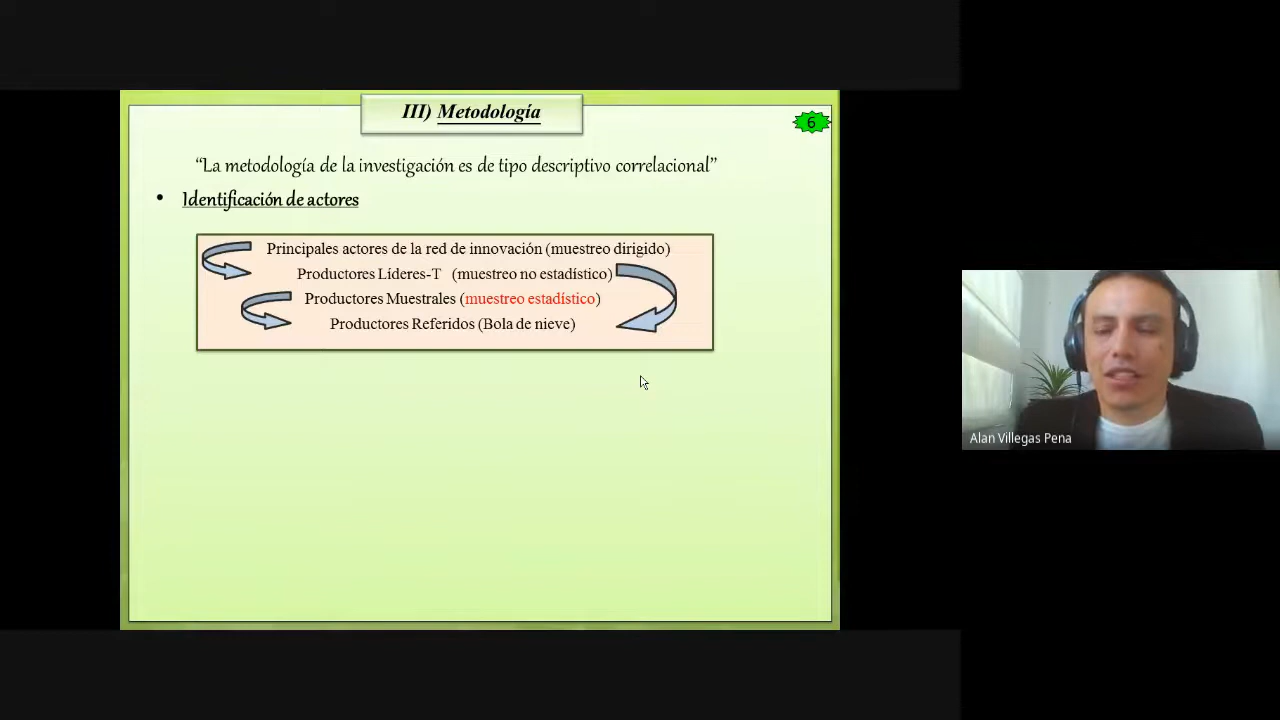 III) Metodología
6
“La metodología de la investigación es de tipo descriptivo correlacional”
• Identificación de actores
Principales actores de la red de innovación (muestreo dirigido)
Productores Líderes-T (muestreo no estadístico)
Productores Muestrales (muestreo estadístico)
Productores Referidos (Bola de nieve)
Alan Villegas Pena